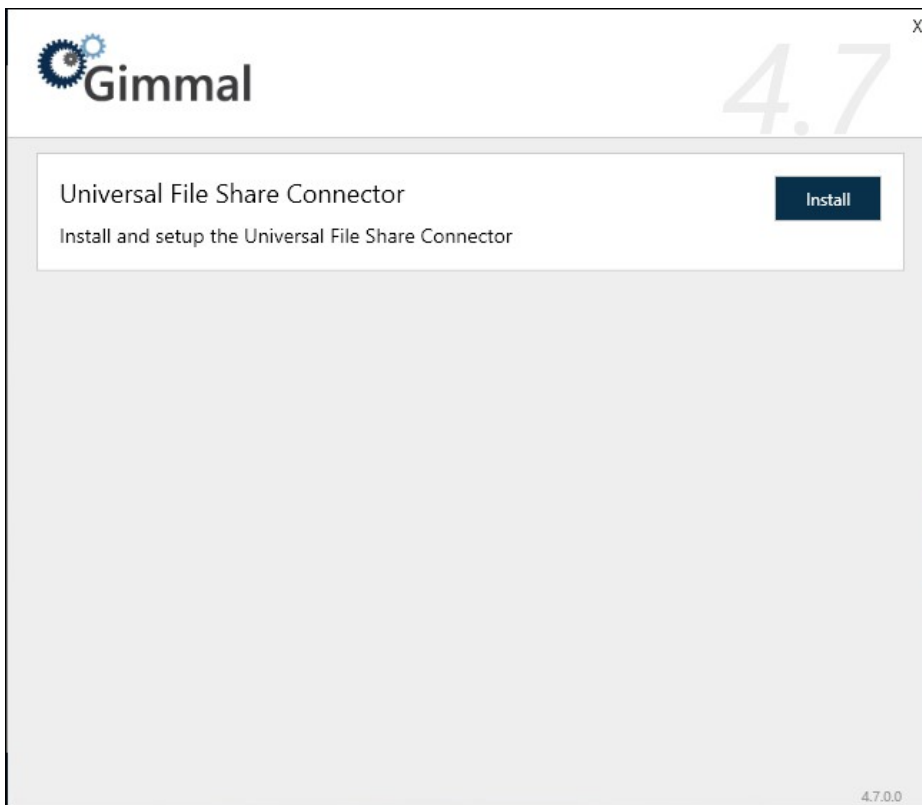 X
Gimmal
4.7
Universal File Share Connector
Install
Install and setup the Universal File Share Connector
4.7.0.0